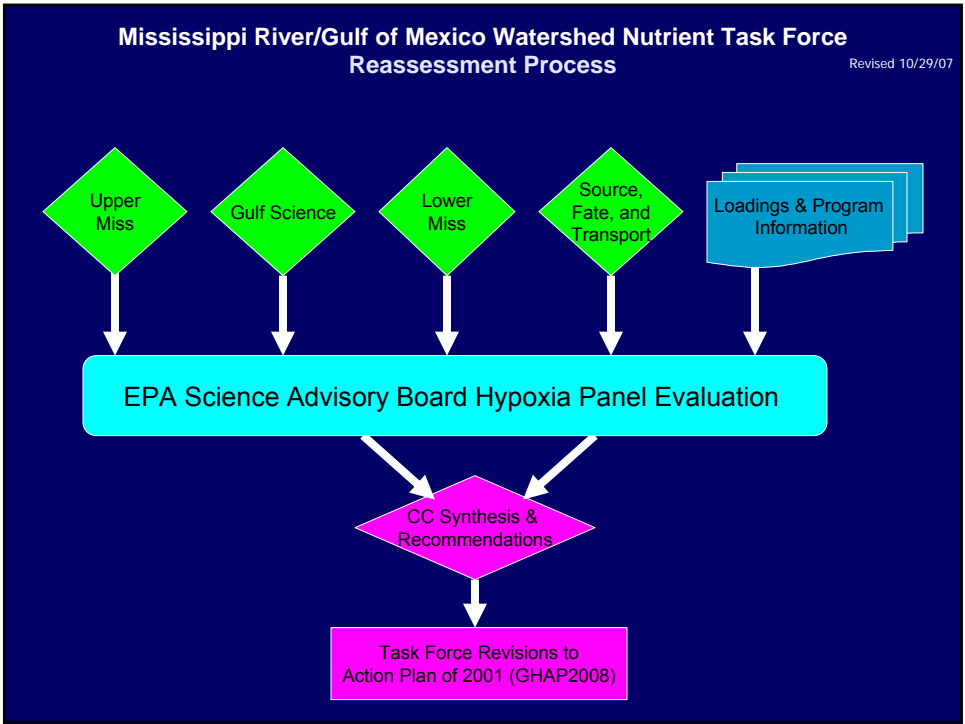 Mississippi River/Gulf of Mexico Watershed Nutrient Task Force
Reassessment Process
Revised 10/29/07
Upper
Miss
Gulf Science
Lower
Miss
Source,
Fate, and
Transport
Loadings & Program
Information
EPA Science Advisory Board Hypoxia Panel Evaluation
CC Synthesis &
Recommendations
Task Force Revisions to
Action Plan of 2001 (GHAP2008)